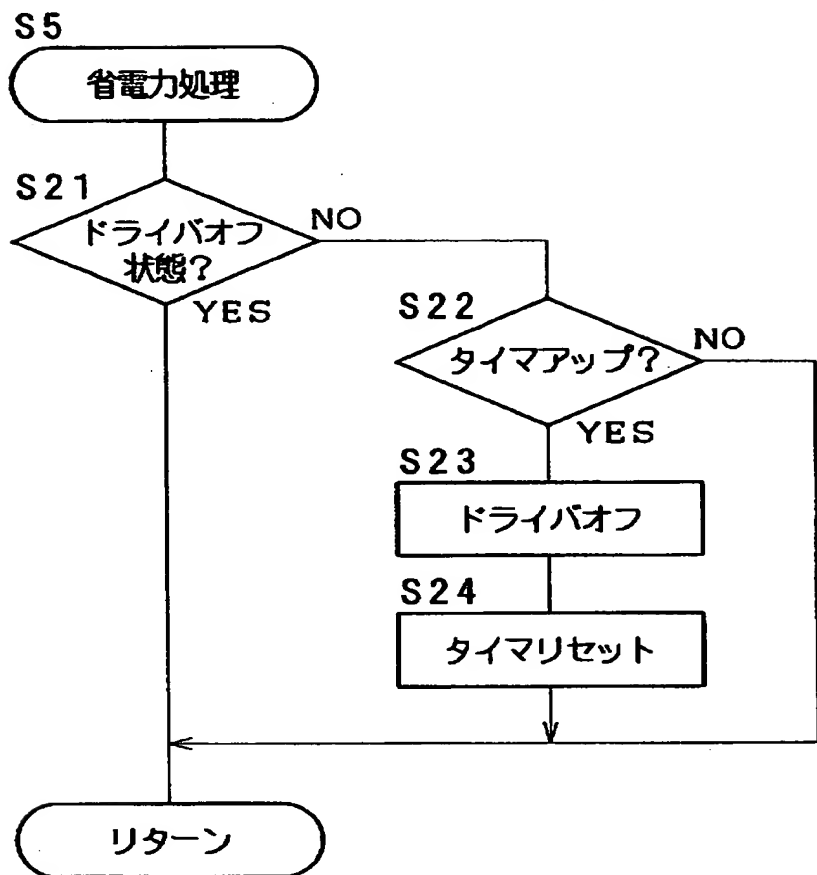 S5
省電力処理
S21
ドライバオフ
状態?
NO
YES
S22
タイマアップ?
NO
YES
S23
ドライバオフ
S24
タイマリセット
リターン